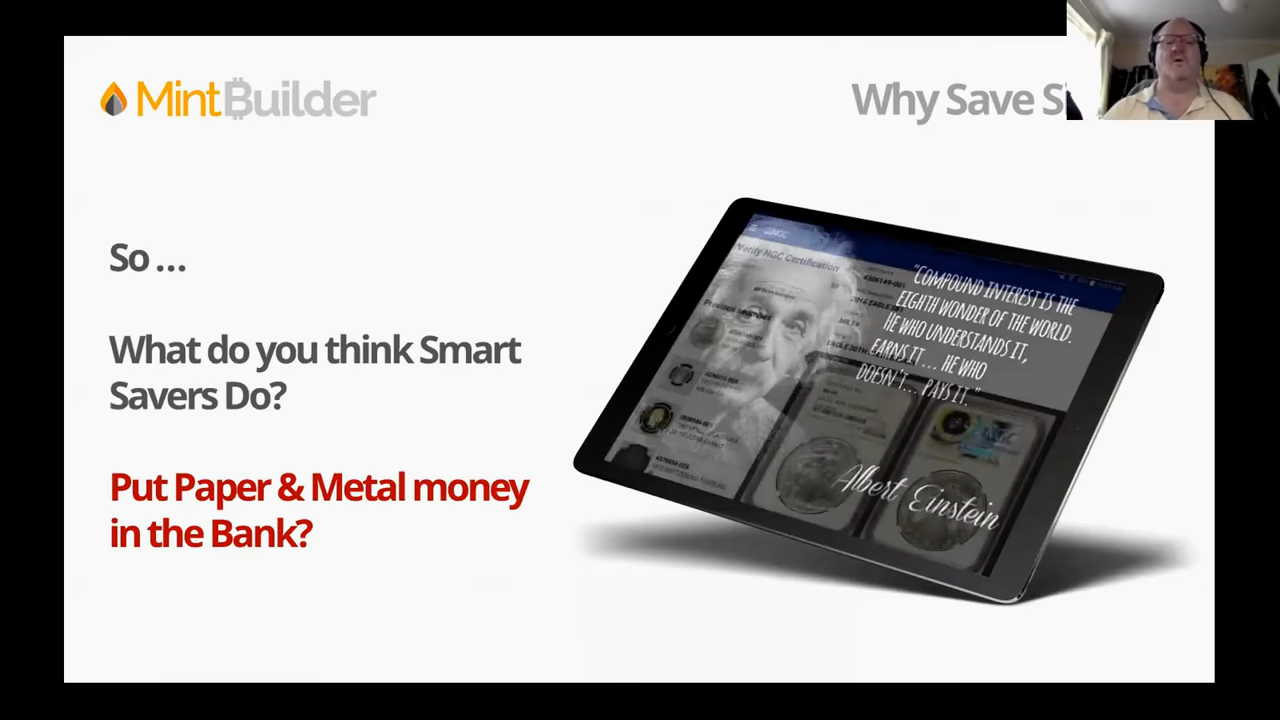 MintBuilder
Why Save
So ...
What do you think Smart
Savers Do?
Put Paper & Metal money
in the Bank?
Verify NGC Certification
"COMPOUND INTEREST IS THE
EIGHTH WONDER OF THE WORLD.
HE WHO UNDERSTANDS IT,
EARNS IT ... HE WHO
DOESN'T... PAYS IT."
Albert Einstein